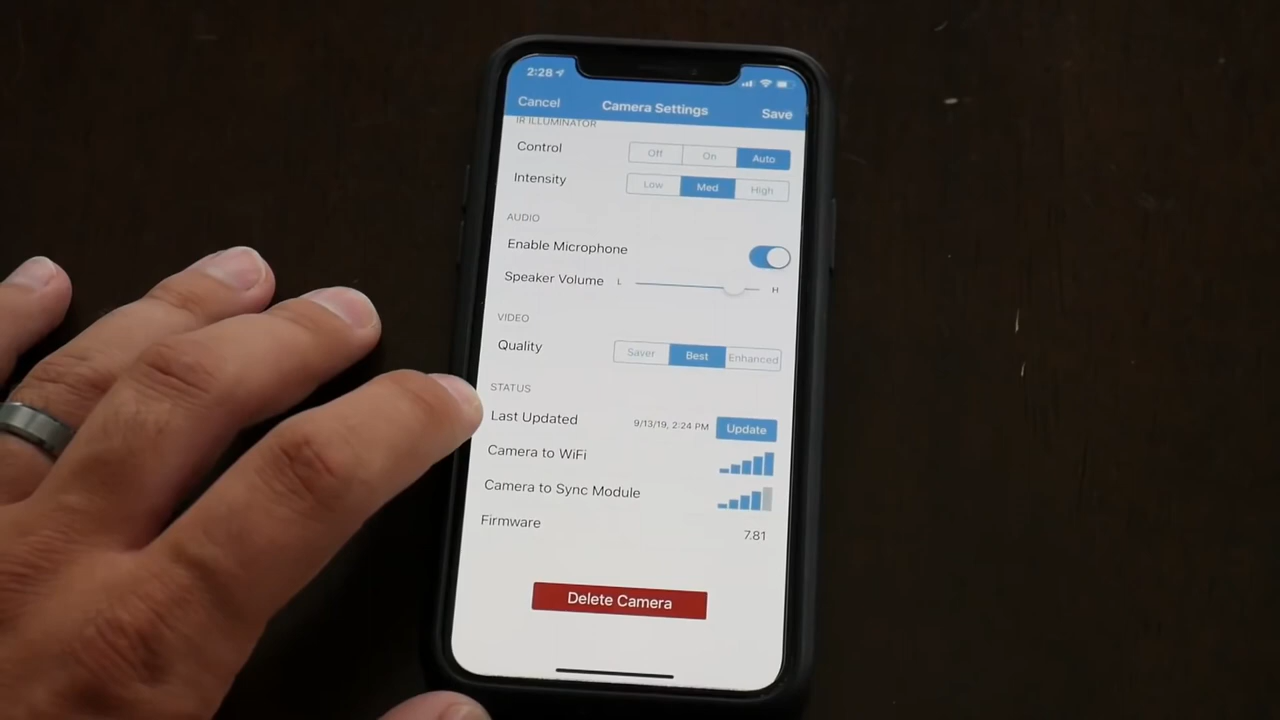 2:28
Cancel Camera Settings Save
IR ILLUMINATOR
Control Off On Auto
Intensity Low Med High
AUDIO
Enable Microphone
Speaker Volume L H
VIDEO
Quality Saver Best Enhanced
STATUS
Last Updated 9/13/19, 2:24 PM Update
Camera to WiFi
Camera to Sync Module
Firmware 7.81
Delete Camera